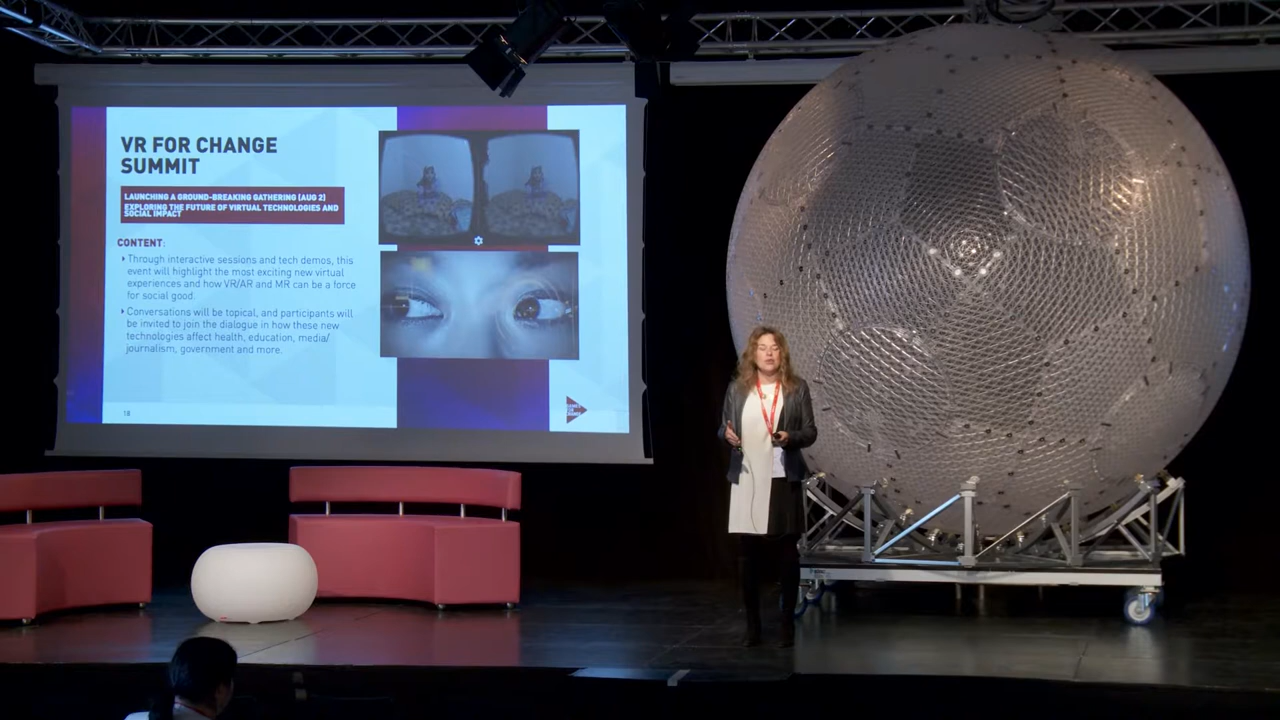 VR FOR CHANGE
SUMMIT
LAUNCHING A GROUND-BREAKING GATHERING (AUG 2)
EXPLORING THE FUTURE OF VIRTUAL TECHNOLOGIES AND
SOCIAL IMPACT
CONTENT:
Through interactive sessions and tech demos, this
event will highlight the most exciting new virtual
experiences and how VR/AR and MR can be a force
for social good.
Conversations will be topical, and participants will
be invited to join the dialogue in how these new
technologies affect health, education, media/
journalism, government and more.
18